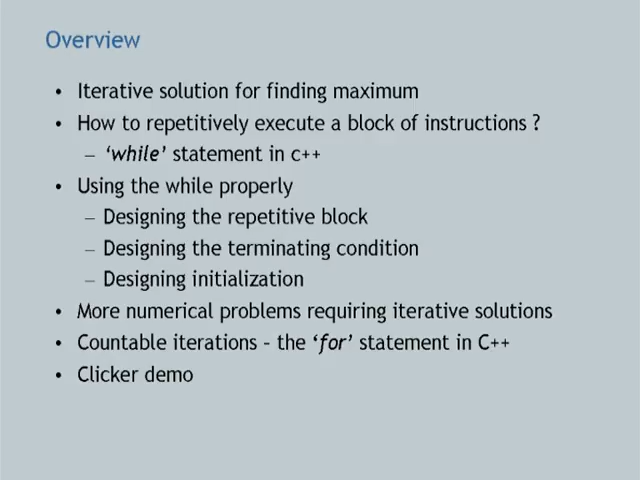 Overview
• Iterative solution for finding maximum
• How to repetitively execute a block of instructions ?
– ‘while’ statement in c++
• Using the while properly
– Designing the repetitive block
– Designing the terminating condition
– Designing initialization
• More numerical problems requiring iterative solutions
• Countable iterations – the ‘for’ statement in C++
• Clicker demo